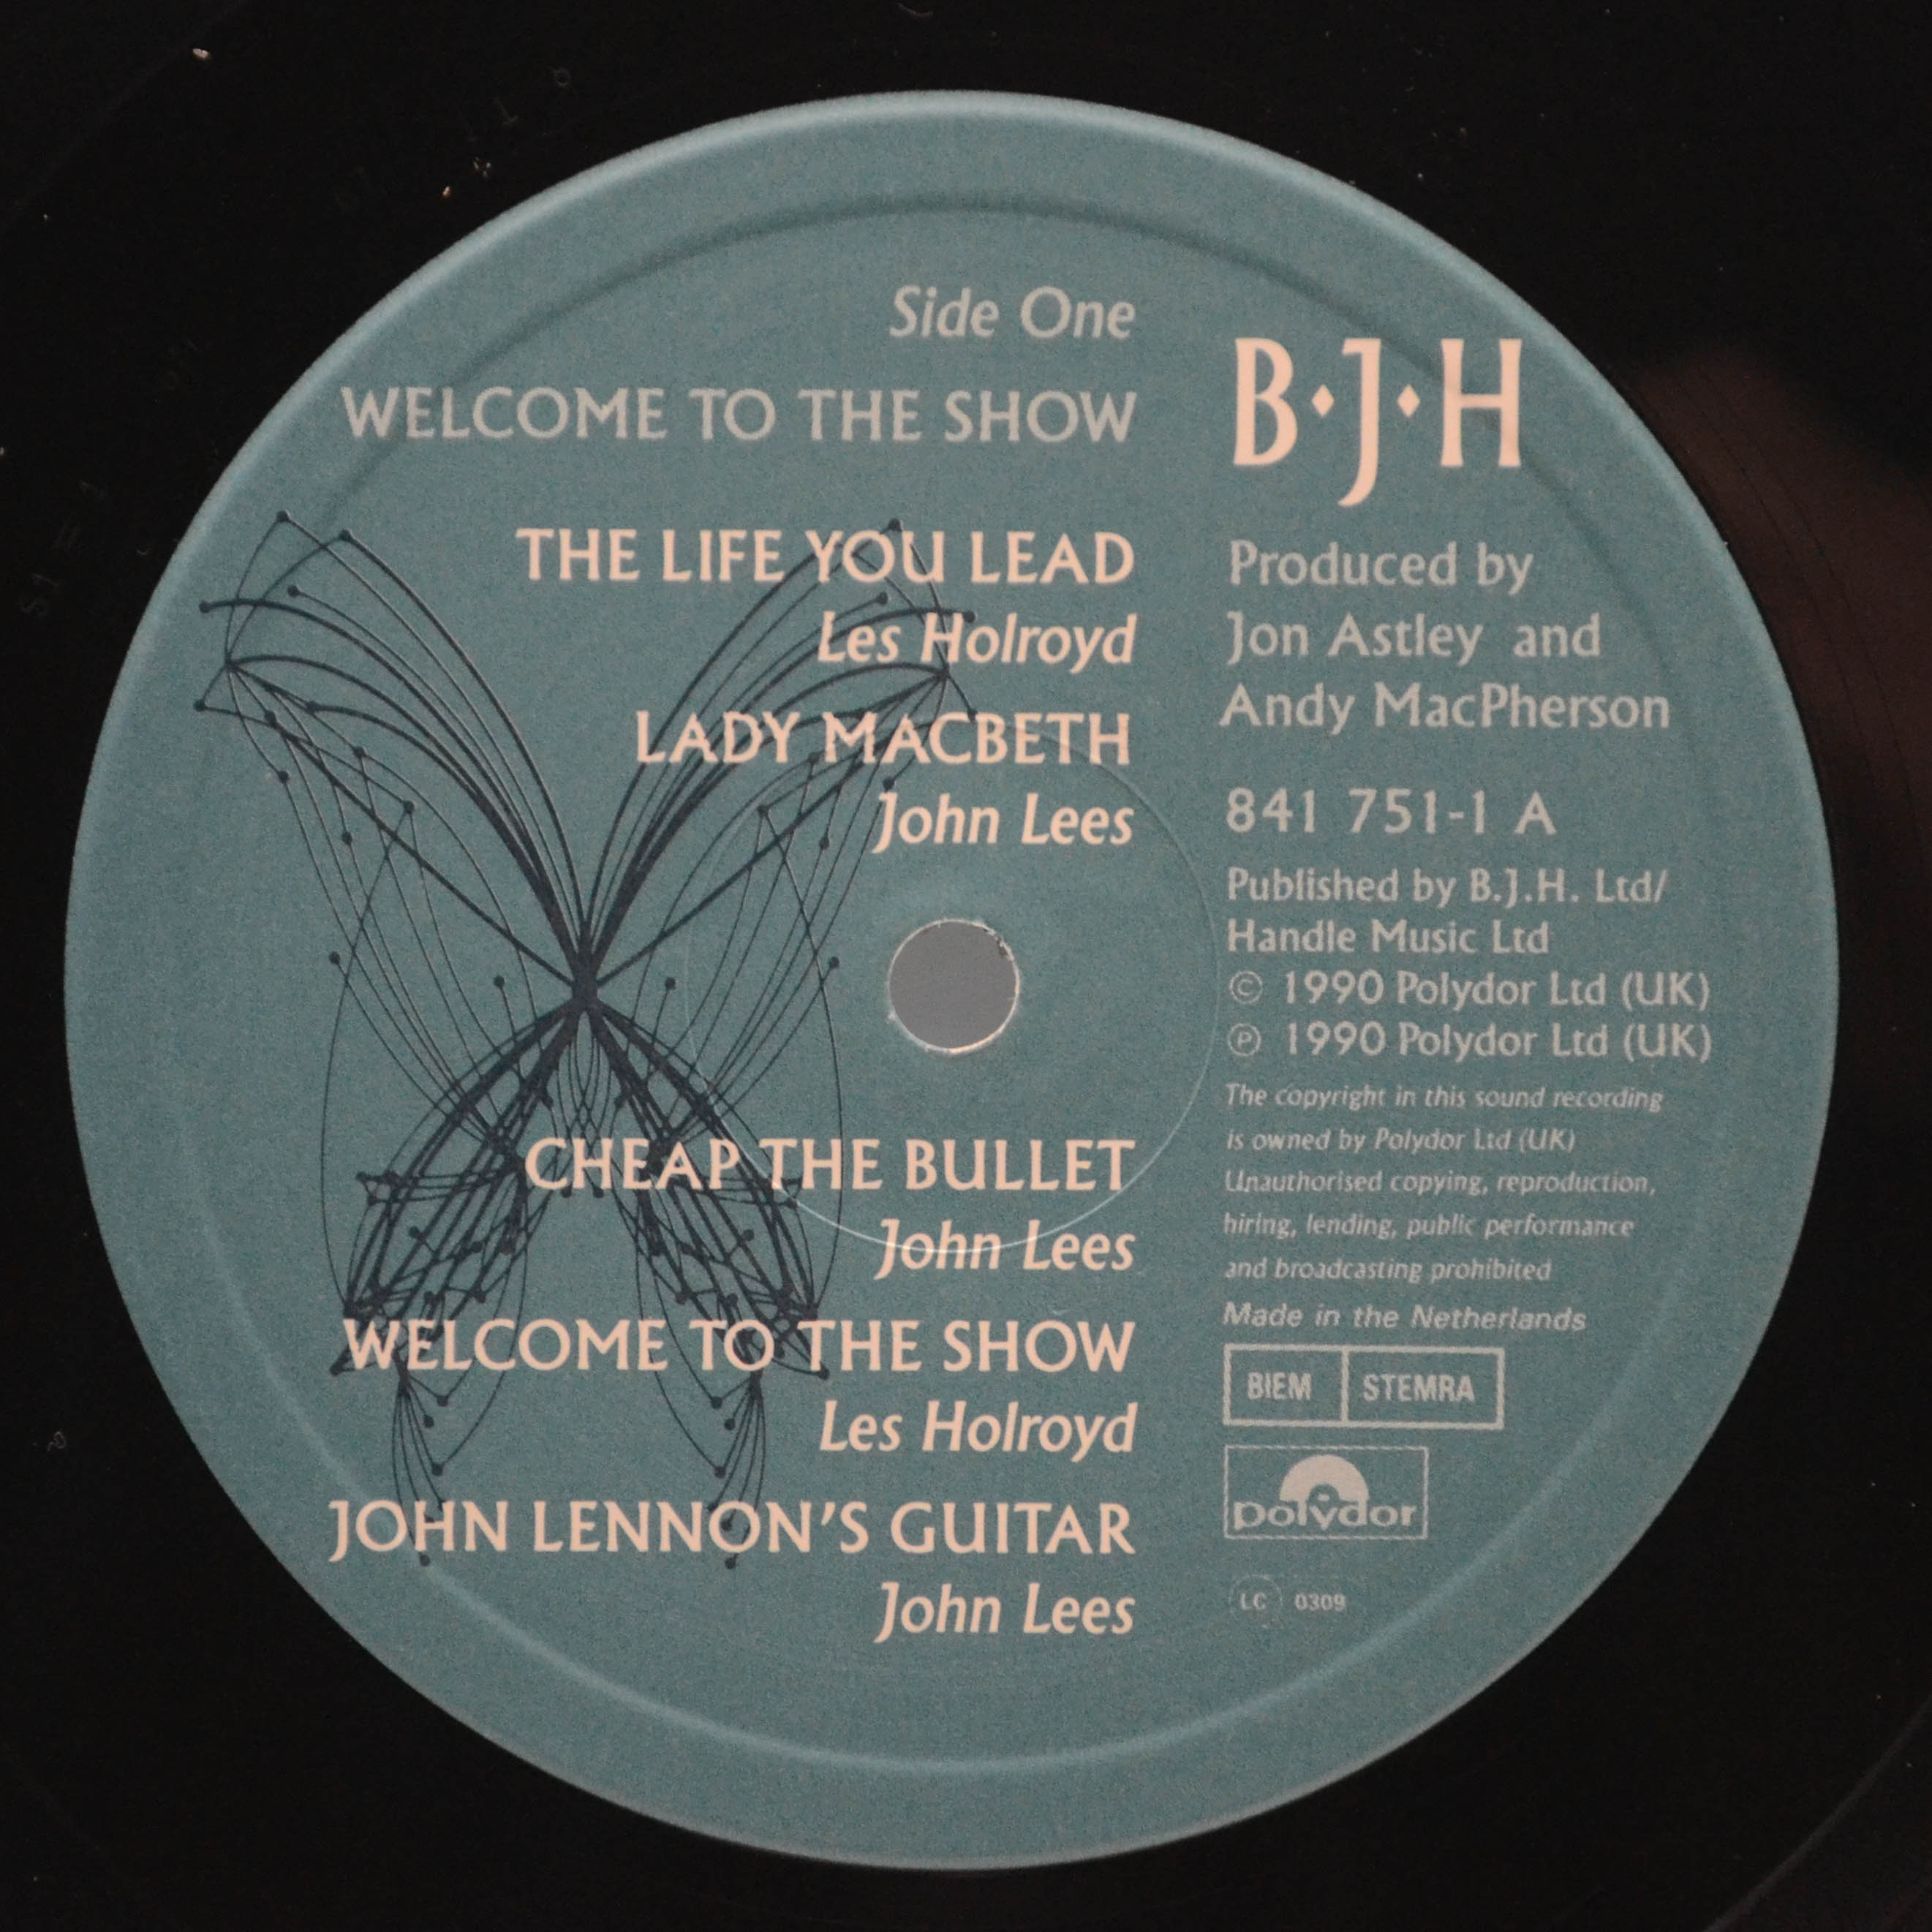 Side One
WELCOME TO THE SHOW
THE LIFE YOU LEAD
Les Holroyd
LADY MACBETH
John Lees
CHEAP THE BULLET
John Lees
WELCOME TO THE SHOW
Les Holroyd
JOHN LENNON'S GUITAR
John Lees
B·J·H
Produced by
Jon Astley and
Andy MacPherson
841 751-1 A
Published by B.J.H. Ltd/
Handle Music Ltd
© 1990 Polydor Ltd (UK)
℗ 1990 Polydor Ltd (UK)
The copyright in this sound recording
is owned by Polydor Ltd (UK)
Unauthorised copying, reproduction,
hiring, lending, public performance
and broadcasting prohibited
Made in the Netherlands
BIEM STEMRA
polydor
LC 0309